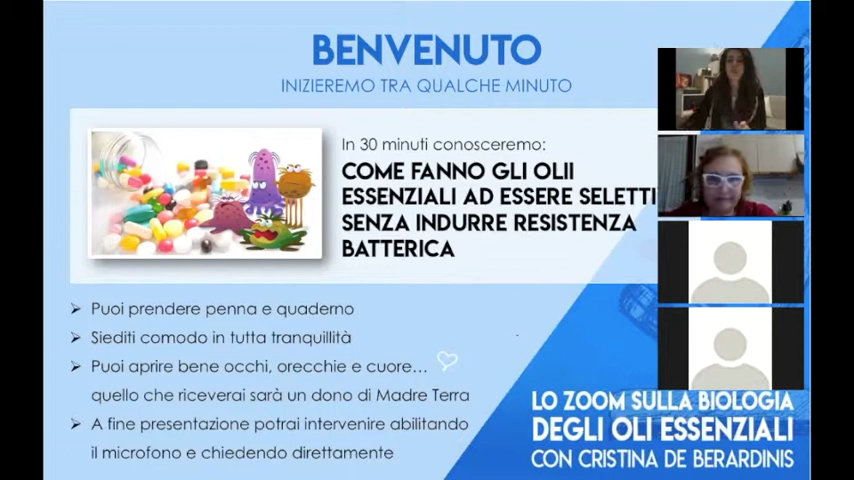 BENVENUTO
INIZIEREMO TRA QUALCHE MINUTO
In 30 minuti conosceremo:
COME FANNO GLI OLII
ESSENZIALI AD ESSERE SELETTI
SENZA INDURRE RESISTENZA
BATTERICA
Puoi prendere penna e quaderno
Siediti comodo in tutta tranquillità
Puoi aprire bene occhi, orecchie e cuore...
quello che riceverai sarà un dono di Madre Terra
A fine presentazione potrai intervenire abilitando
il microfono e chiedendo direttamente
LO ZOOM SULLA BIOLOGIA
DEGLI OLI ESSENZIALI
CON CRISTINA DE BERARDINIS